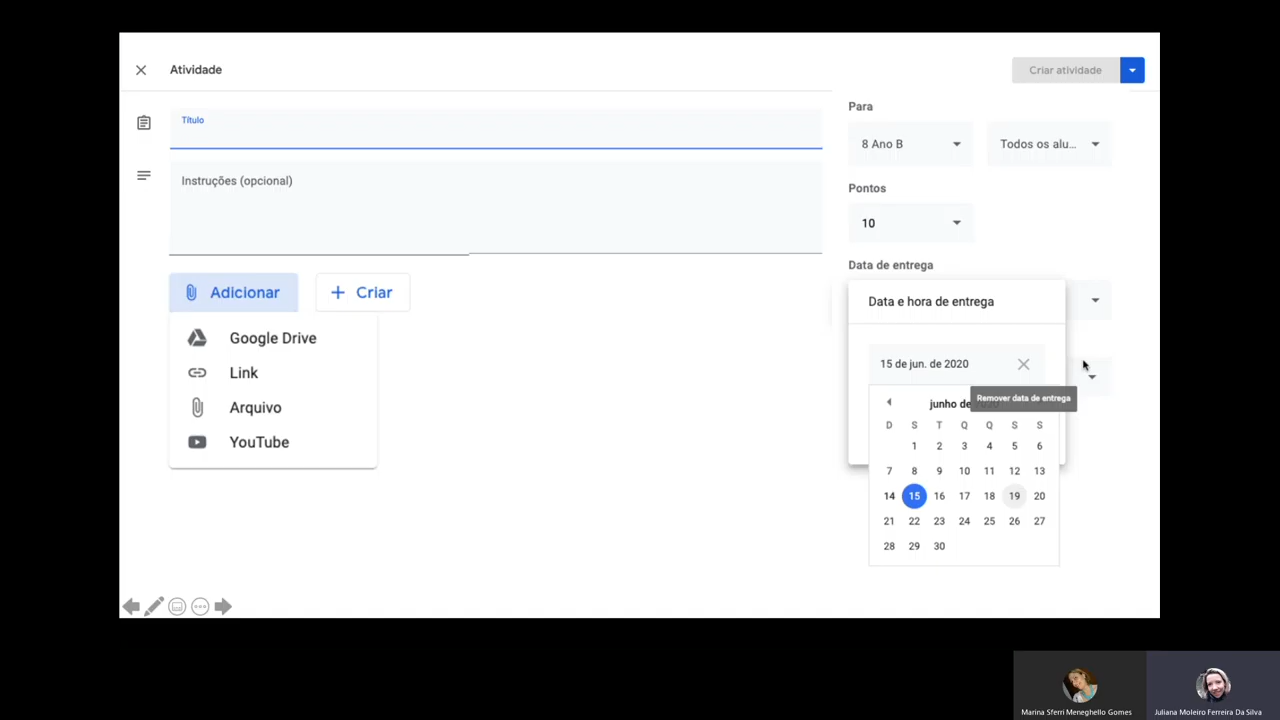 Atividade
Criar atividade
Título
Instruções (opcional)
Adicionar
Criar
Google Drive
Link
Arquivo
YouTube
Para
8 Ano B
Todos os alu...
Pontos
10
Data de entrega
Data e hora de entrega
15 de jun. de 2020
Remover data de entrega
junho de
D S T Q Q S S
1 2 3 4 5 6
7 8 9 10 11 12 13
14 15 16 17 18 19 20
21 22 23 24 25 26 27
28 29 30
Marina Sferri Meneghello Gomes
Juliana Moleiro Ferreira Da Silva